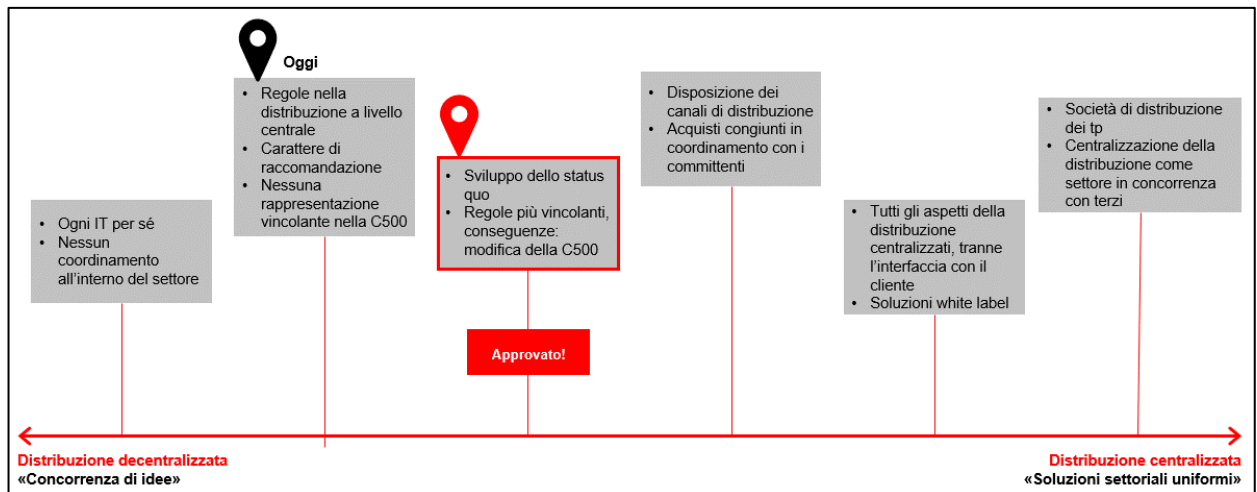 Oggi
• Regole nella
distribuzione a livello
centrale
• Carattere di
raccomandazione
• Nessuna
rappresentazione
vincolante nella C500
• Ogni IT per sé
• Nessun
coordinamento
all’interno del settore
• Sviluppo dello status
quo
• Regole più vincolanti,
conseguenze:
modifica della C500
Approvato!
• Disposizione dei
canali di distribuzione
• Acquisti congiunti in
coordinamento con i
committenti
• Tutti gli aspetti della
distribuzione
centralizzati, tranne
l’interfaccia con il
cliente
• Soluzioni white label
• Società di distribuzione
dei tp
• Centralizzazione della
distribuzione come
settore in concorrenza
con terzi
Distribuzione decentralizzata
«Concorrenza di idee»
Distribuzione centralizzata
«Soluzioni settoriali uniformi»